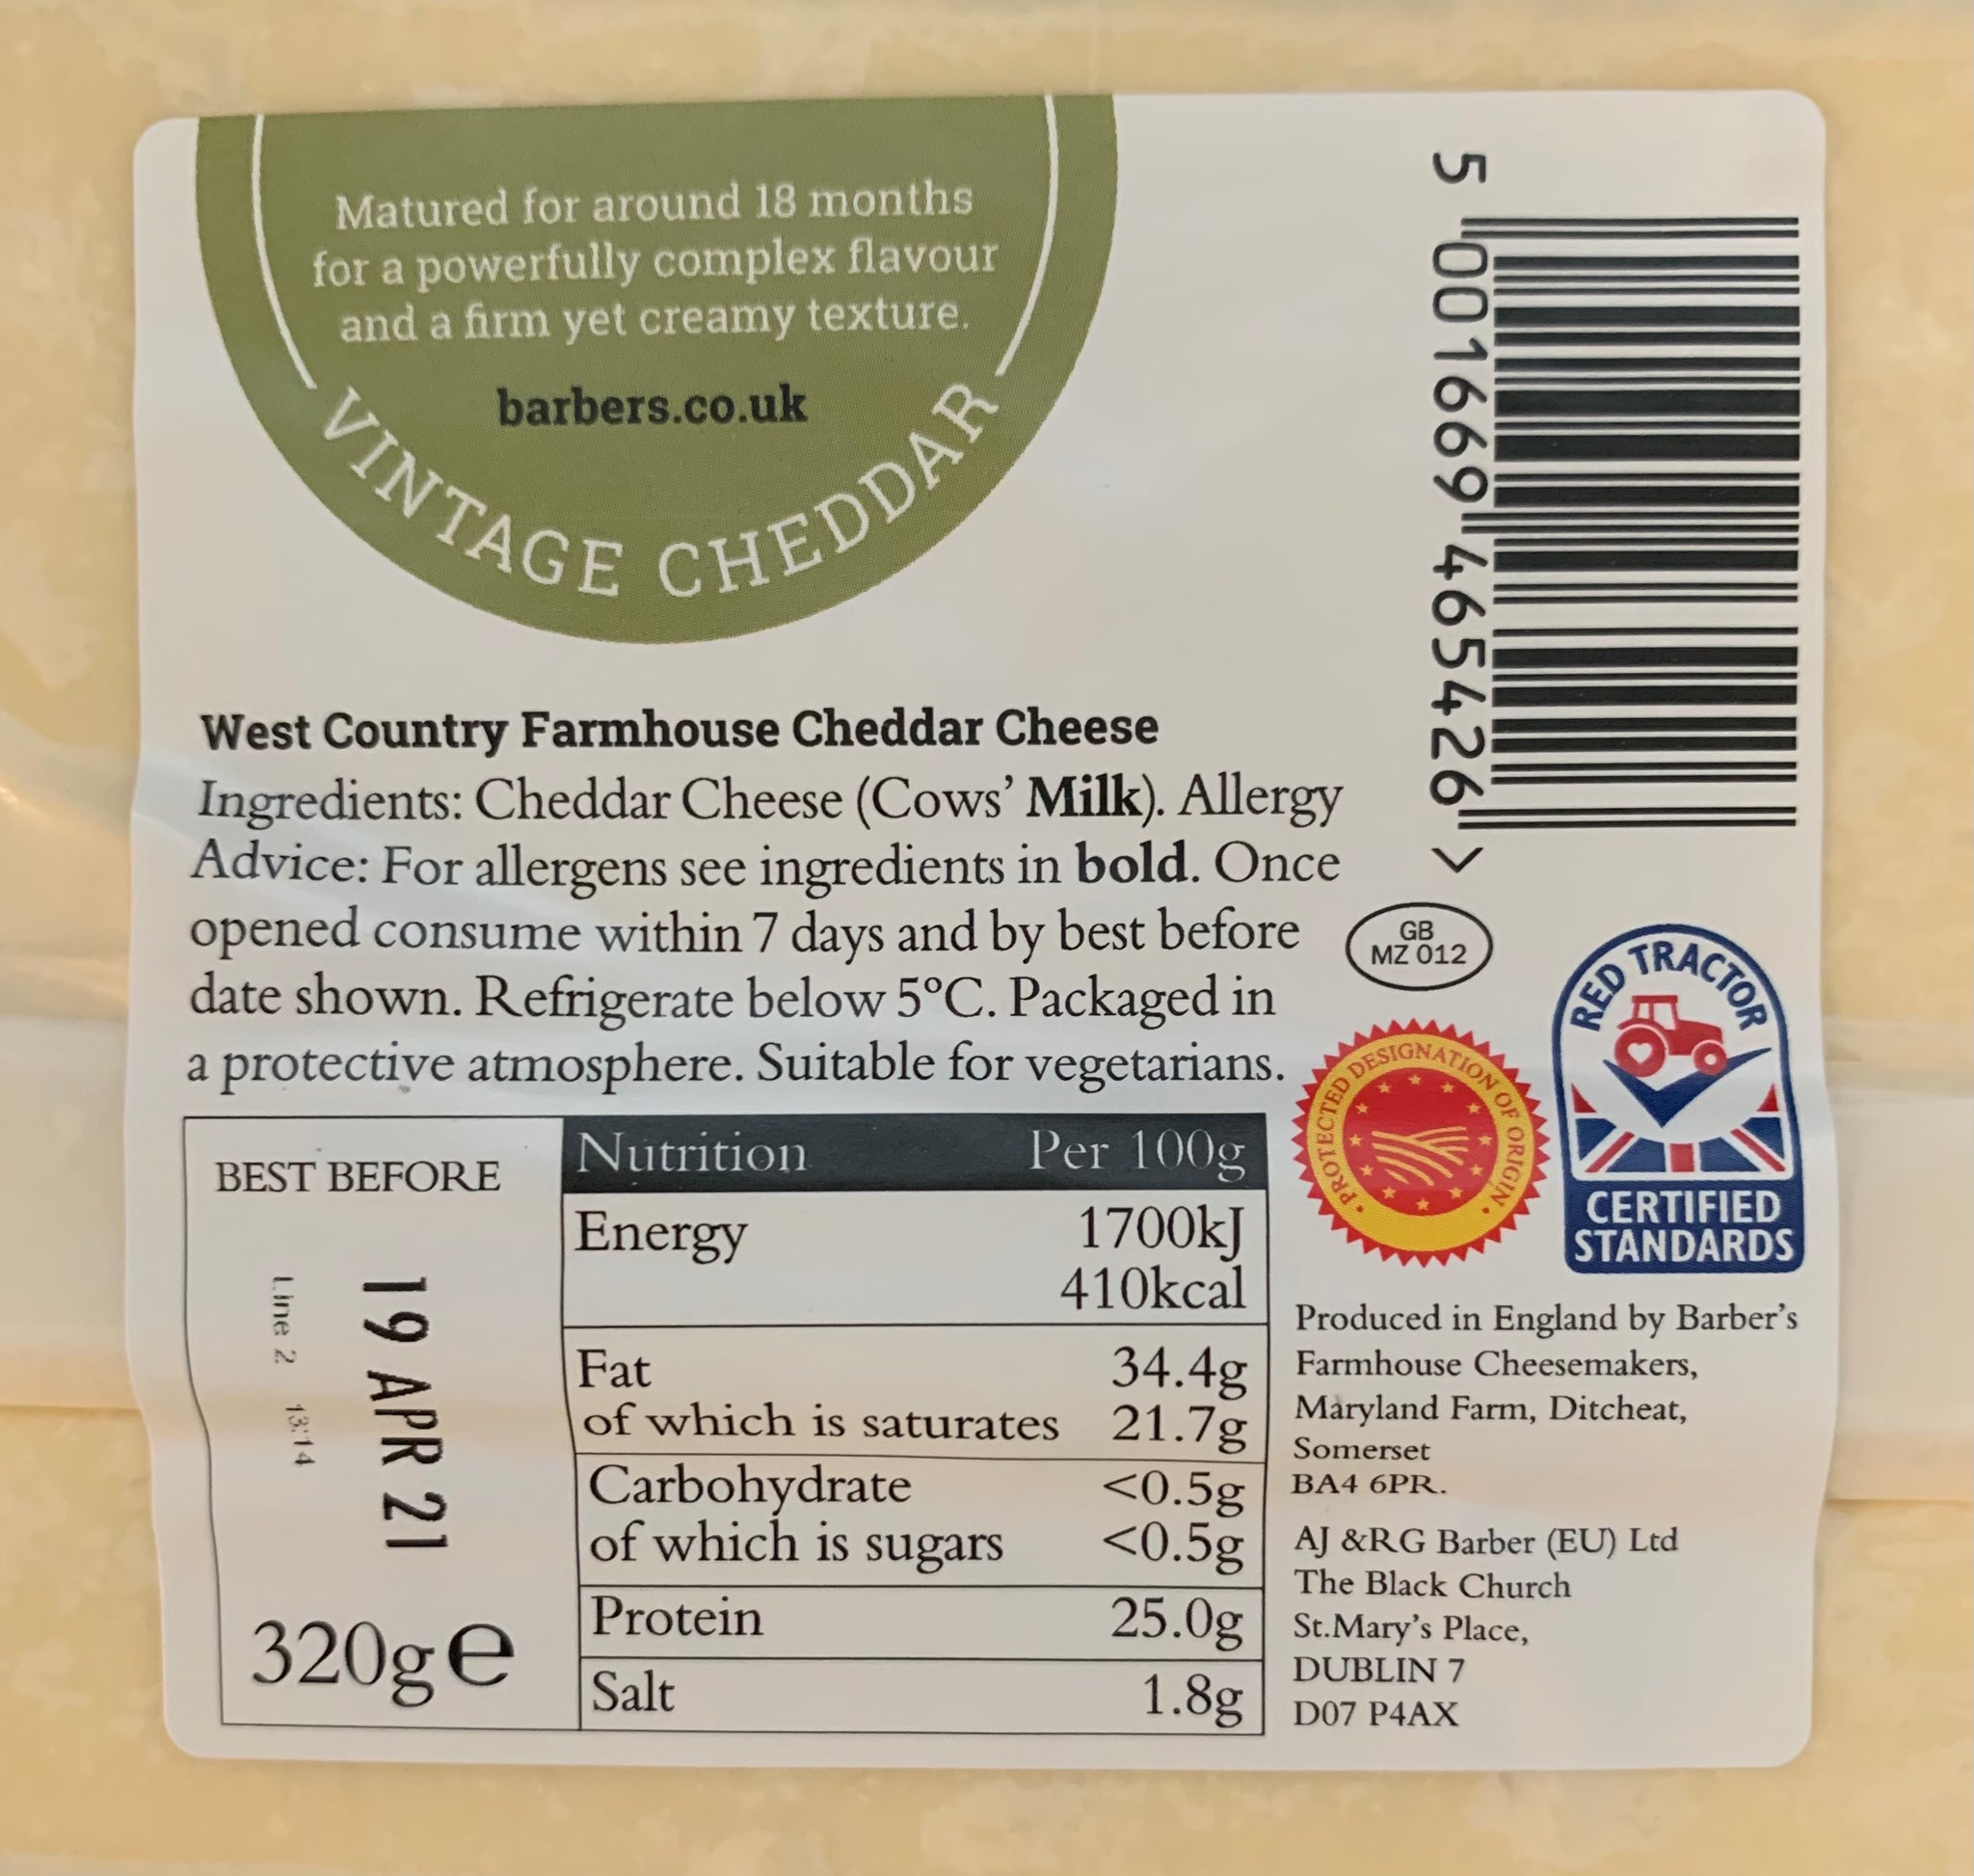 Matured for around 18 months
for a powerfully complex flavour
and a firm yet creamy texture.
barbers.co.uk
VINTAGE CHEDDAR
5 001669 465426 >
West Country Farmhouse Cheddar Cheese
Ingredients: Cheddar Cheese (Cows’ Milk). Allergy
Advice: For allergens see ingredients in bold. Once
opened consume within 7 days and by best before
date shown. Refrigerate below 5°C. Packaged in
a protective atmosphere. Suitable for vegetarians.
GB
MZ 012
PROTECTED DESIGNATION OF ORIGIN
RED TRACTOR
CERTIFIED
STANDARDS
BEST BEFORE
19 APR 21
Line 2 13:14
320g e
Nutrition Per 100g
Energy 1700kJ
410kcal
Fat 34.4g
of which is saturates 21.7g
Carbohydrate <0.5g
of which is sugars <0.5g
Protein 25.0g
Salt 1.8g
Produced in England by Barber’s
Farmhouse Cheesemakers,
Maryland Farm, Ditcheat,
Somerset
BA4 6PR.
AJ &RG Barber (EU) Ltd
The Black Church
St.Mary’s Place,
DUBLIN 7
D07 P4AX